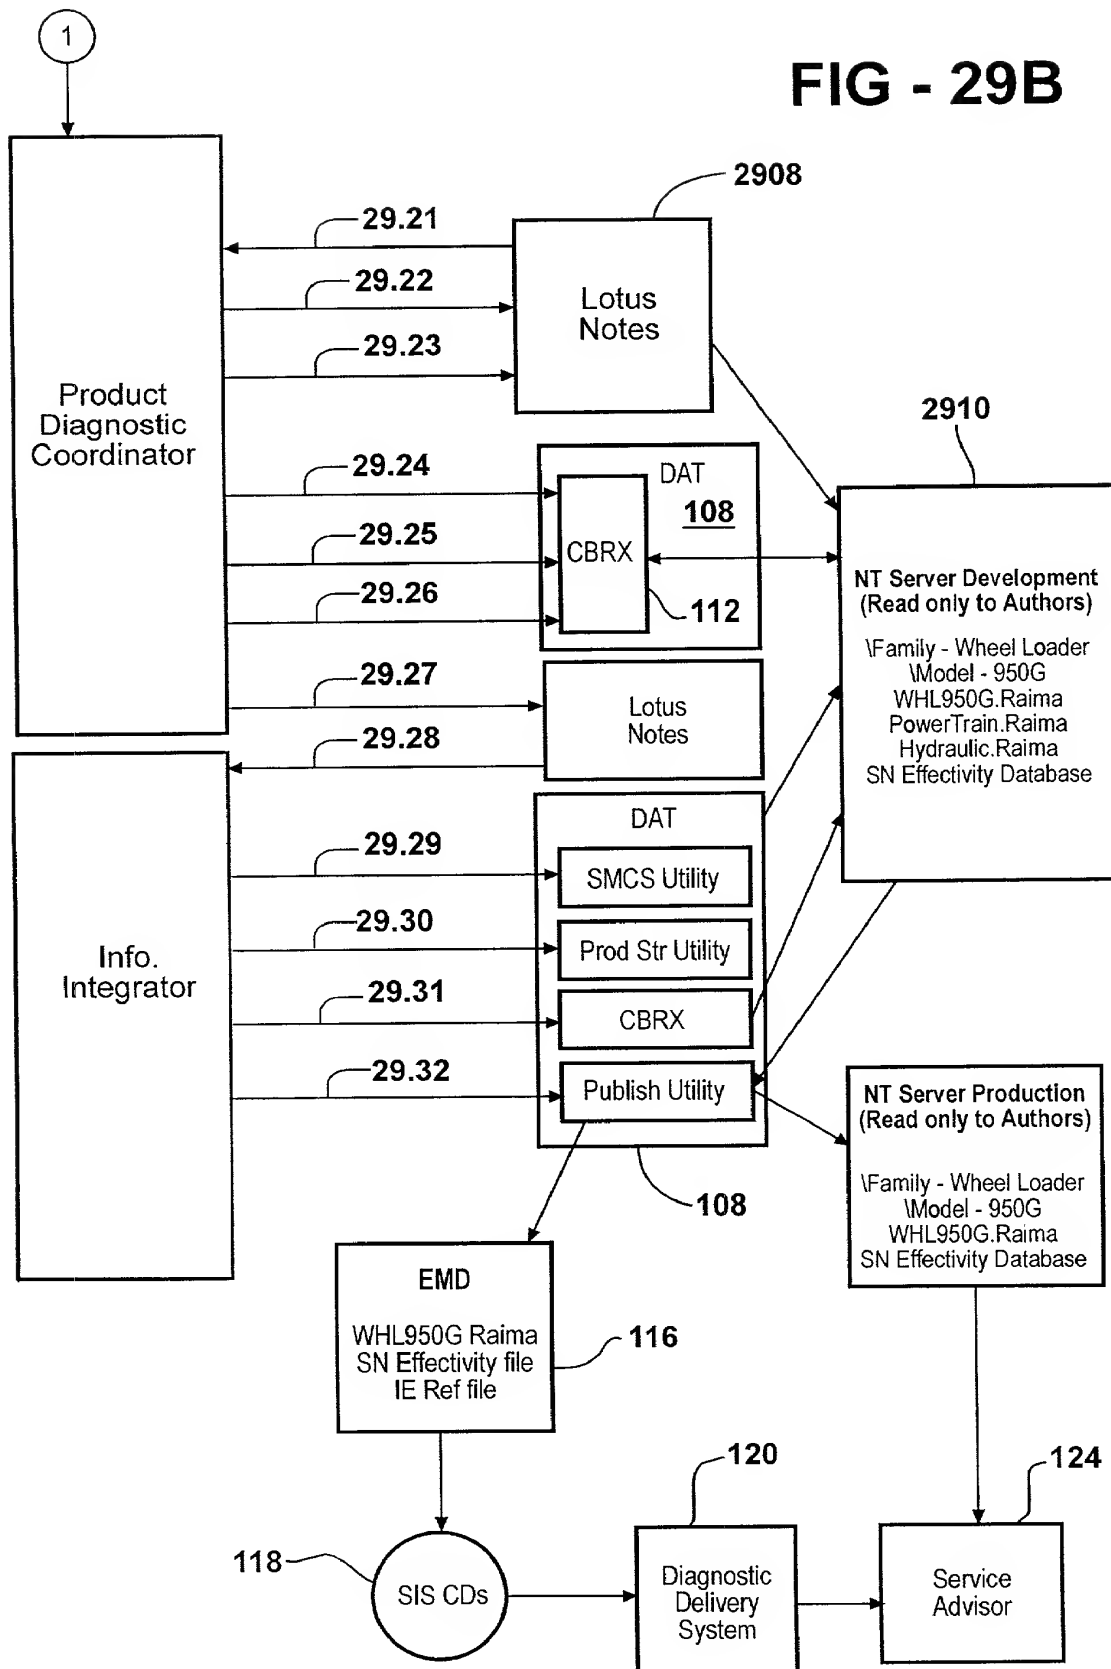 1
FIG - 29B
2908
29.21
29.22
29.23
Lotus
Notes
Product
Diagnostic
Coordinator
2910
29.24
29.25
29.26
DAT
108
CBRX
112
NT Server Development
(Read only to Authors)
\Family - Wheel Loader
\Model - 950G
WHL950G.Raima
PowerTrain.Raima
Hydraulic.Raima
SN Effectivity Database
29.27
29.28
Lotus
Notes
Info.
Integrator
29.29
29.30
29.31
29.32
DAT
SMCS Utility
Prod Str Utility
CBRX
Publish Utility
108
NT Server Production
(Read only to Authors)
\Family - Wheel Loader
\Model - 950G
WHL950G.Raima
SN Effectivity Database
EMD
WHL950G Raima
SN Effectivity file
IE Ref file
116
118
SIS CDs
120
Diagnostic
Delivery
System
124
Service
Advisor